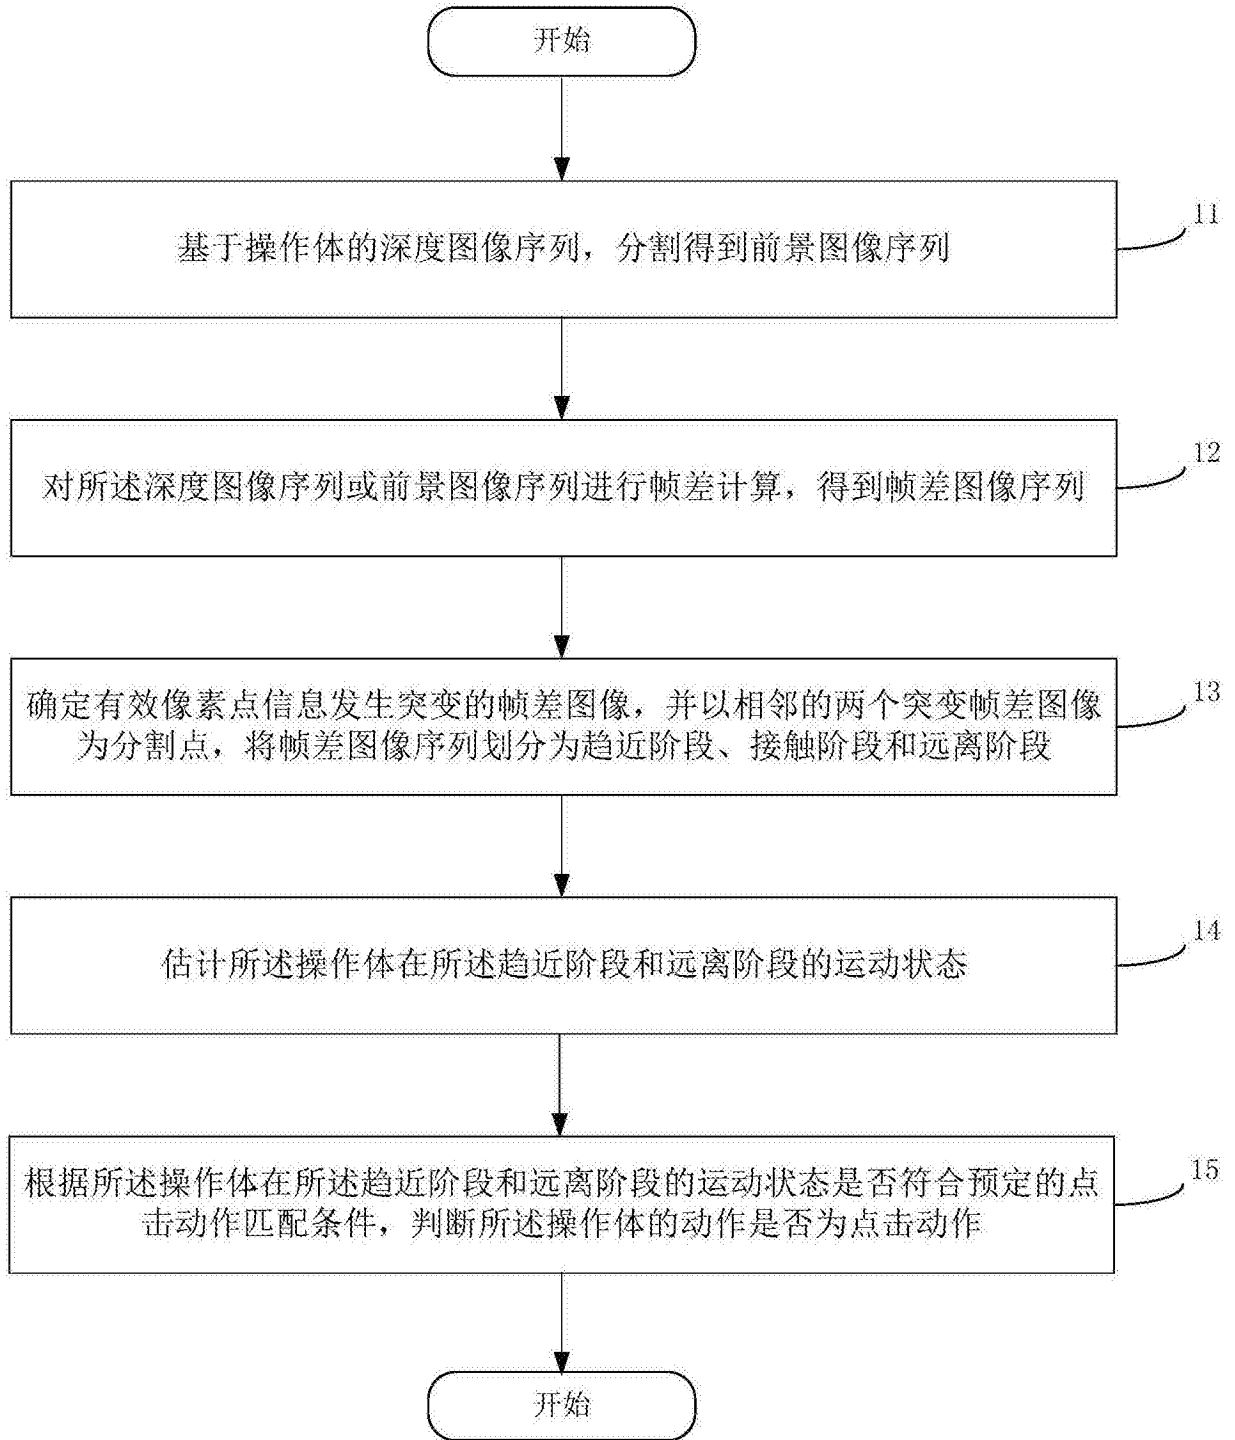 开始
基于操作体的深度图像序列，分割得到前景图像序列
11
对所述深度图像序列或前景图像序列进行帧差计算，得到帧差图像序列
12
确定有效像素点信息发生突变的帧差图像，并以相邻的两个突变帧差图像
为分割点，将帧差图像序列划分为趋近阶段、接触阶段和远离阶段
13
估计所述操作体在所述趋近阶段和远离阶段的运动状态
14
根据所述操作体在所述趋近阶段和远离阶段的运动状态是否符合预定的点
击动作匹配条件，判断所述操作体的动作是否为点击动作
15
开始